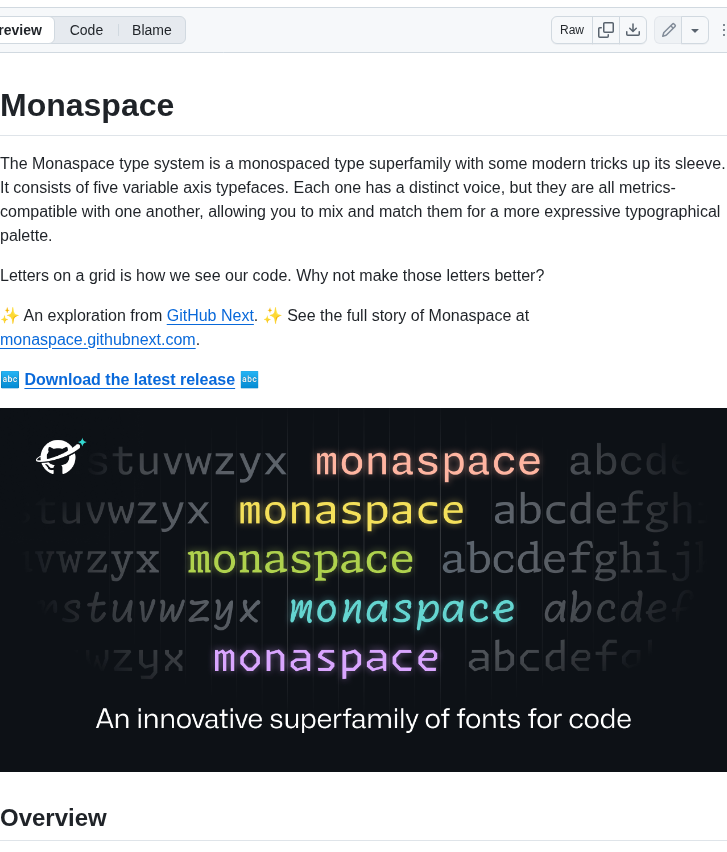 review Code Blame Raw
Monaspace
The Monaspace type system is a monospaced type superfamily with some modern tricks up its sleeve.
It consists of five variable axis typefaces. Each one has a distinct voice, but they are all metrics-
compatible with one another, allowing you to mix and match them for a more expressive typographical
palette.
Letters on a grid is how we see our code. Why not make those letters better?
✨ An exploration from GitHub Next. ✨ See the full story of Monaspace at
monaspace.githubnext.com.
🔤 Download the latest release 🔤
stuvwzyx monaspace abcde
tuvwzyx monaspace abcdefgh
vwzyx monaspace abcdefghij
rstuvwzyx monaspace abcdef
wzyx monaspace abcdefg
An innovative superfamily of fonts for code
Overview